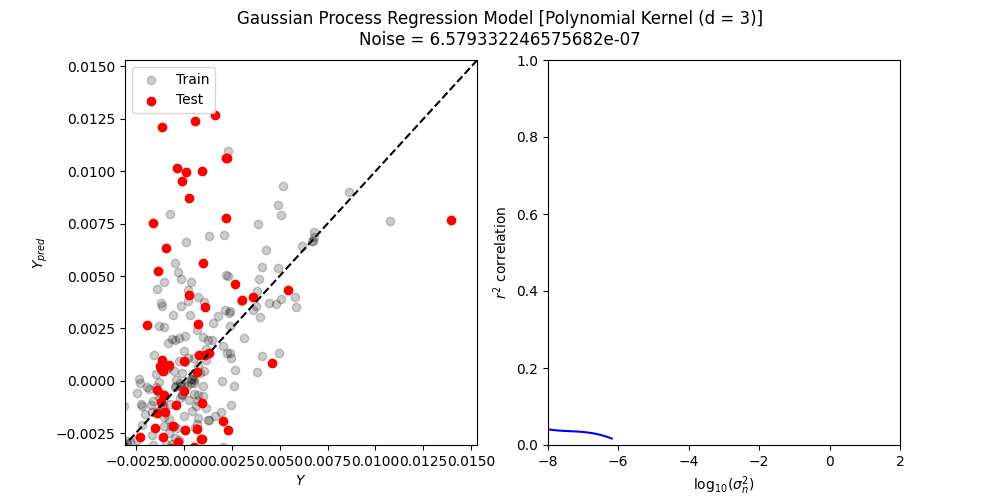 Gaussian Process Regression Model [Polynomial Kernel (d = 3)]
Noise = 6.579332246575682e-07
0.0150
0.0125
0.0100
0.0075
0.0050
0.0025
0.0000
−0.0025
Y_pred
Train
Test
−0.0025 0.0000 0.0025 0.0050 0.0075 0.0100 0.0125 0.0150
Y
1.0
0.8
0.6
0.4
0.2
0.0
r² correlation
−8 −6 −4 −2 0 2
log₁₀(σₙ²)